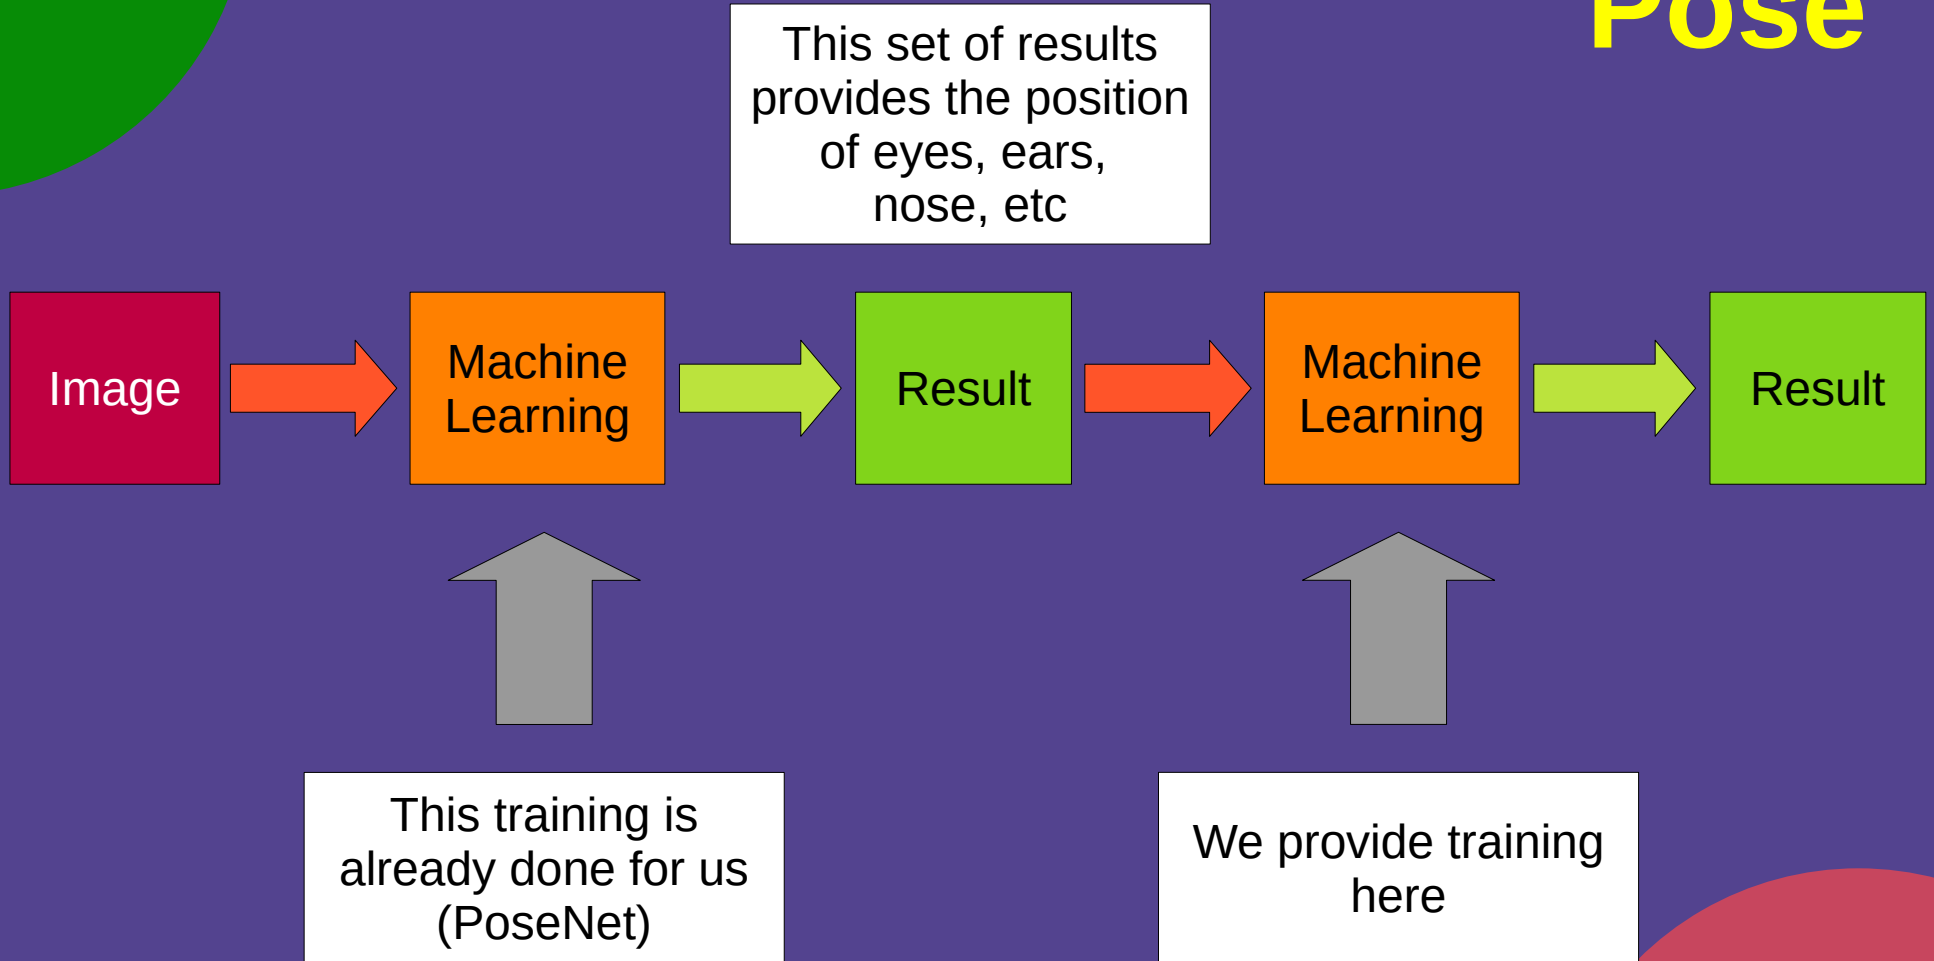 Pose
This set of results
provides the position
of eyes, ears,
nose, etc
Image
Machine
Learning
Result
Machine
Learning
Result
This training is
already done for us
(PoseNet)
We provide training
here